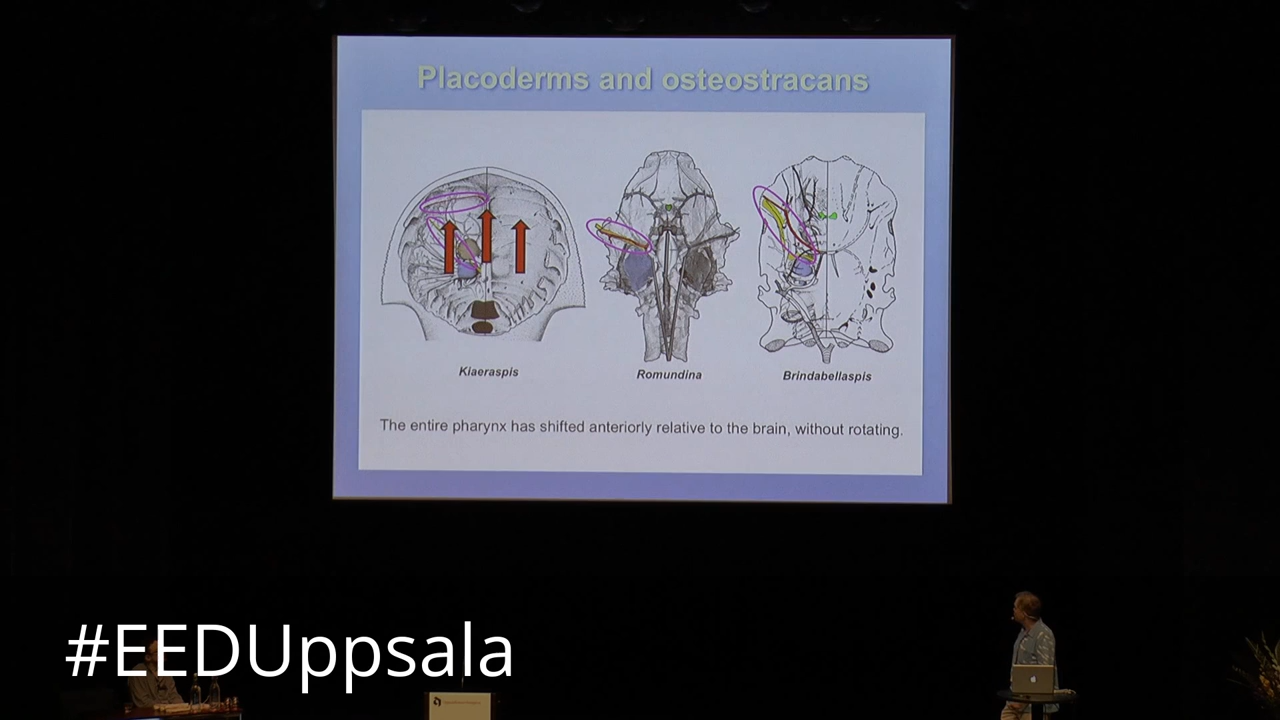 Placoderms and osteostracans
Kiaeraspis
Romundina
Brindabellaspis
The entire pharynx has shifted anteriorly relative to the brain, without rotating.
#EEDUppsala